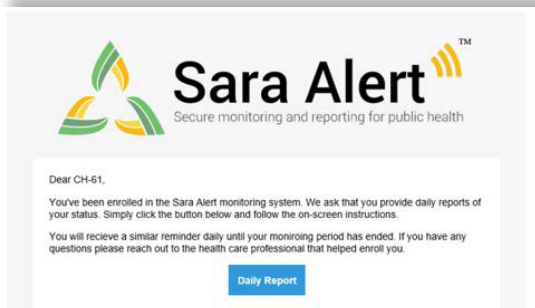 Sara Alert TM
Secure monitoring and reporting for public health
Dear CH-61,
You've been enrolled in the Sara Alert monitoring system. We ask that you provide daily reports of
your status. Simply click the button below and follow the on-screen instructions.
You will recieve a similar reminder daily until your moniroing period has ended. If you have any
questions please reach out to the health care professional that helped enroll you.
Daily Report